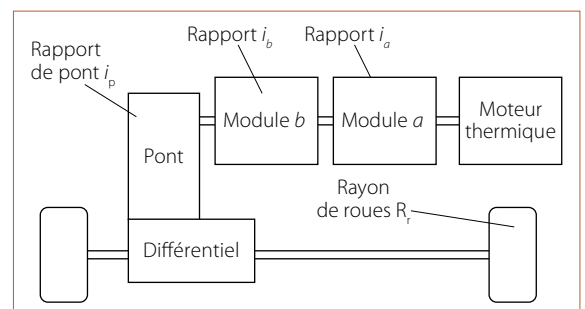 Rapport i_b
Rapport i_a
Rapport
de pont i_p
Module b
Module a
Moteur
thermique
Pont
Rayon
de roues R_r
Différentiel